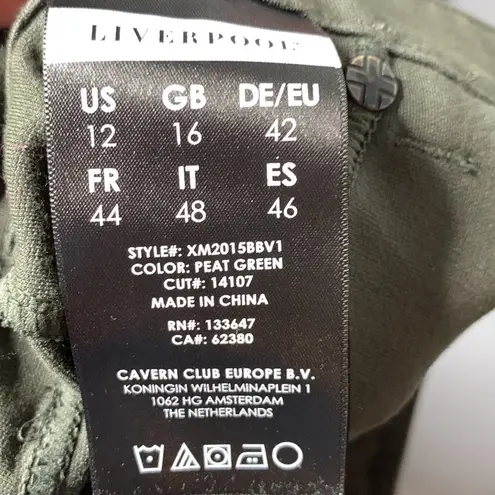 LIVERPOOL
US GB DE/EU
12 16 42
FR IT ES
44 48 46
STYLE#: XM2015BBV1
COLOR: PEAT GREEN
CUT#: 14107
MADE IN CHINA
RN#: 133647
CA#: 62380
CAVERN CLUB EUROPE B.V.
KONINGIN WILHELMINAPLEIN 1
1062 HG AMSTERDAM
THE NETHERLANDS